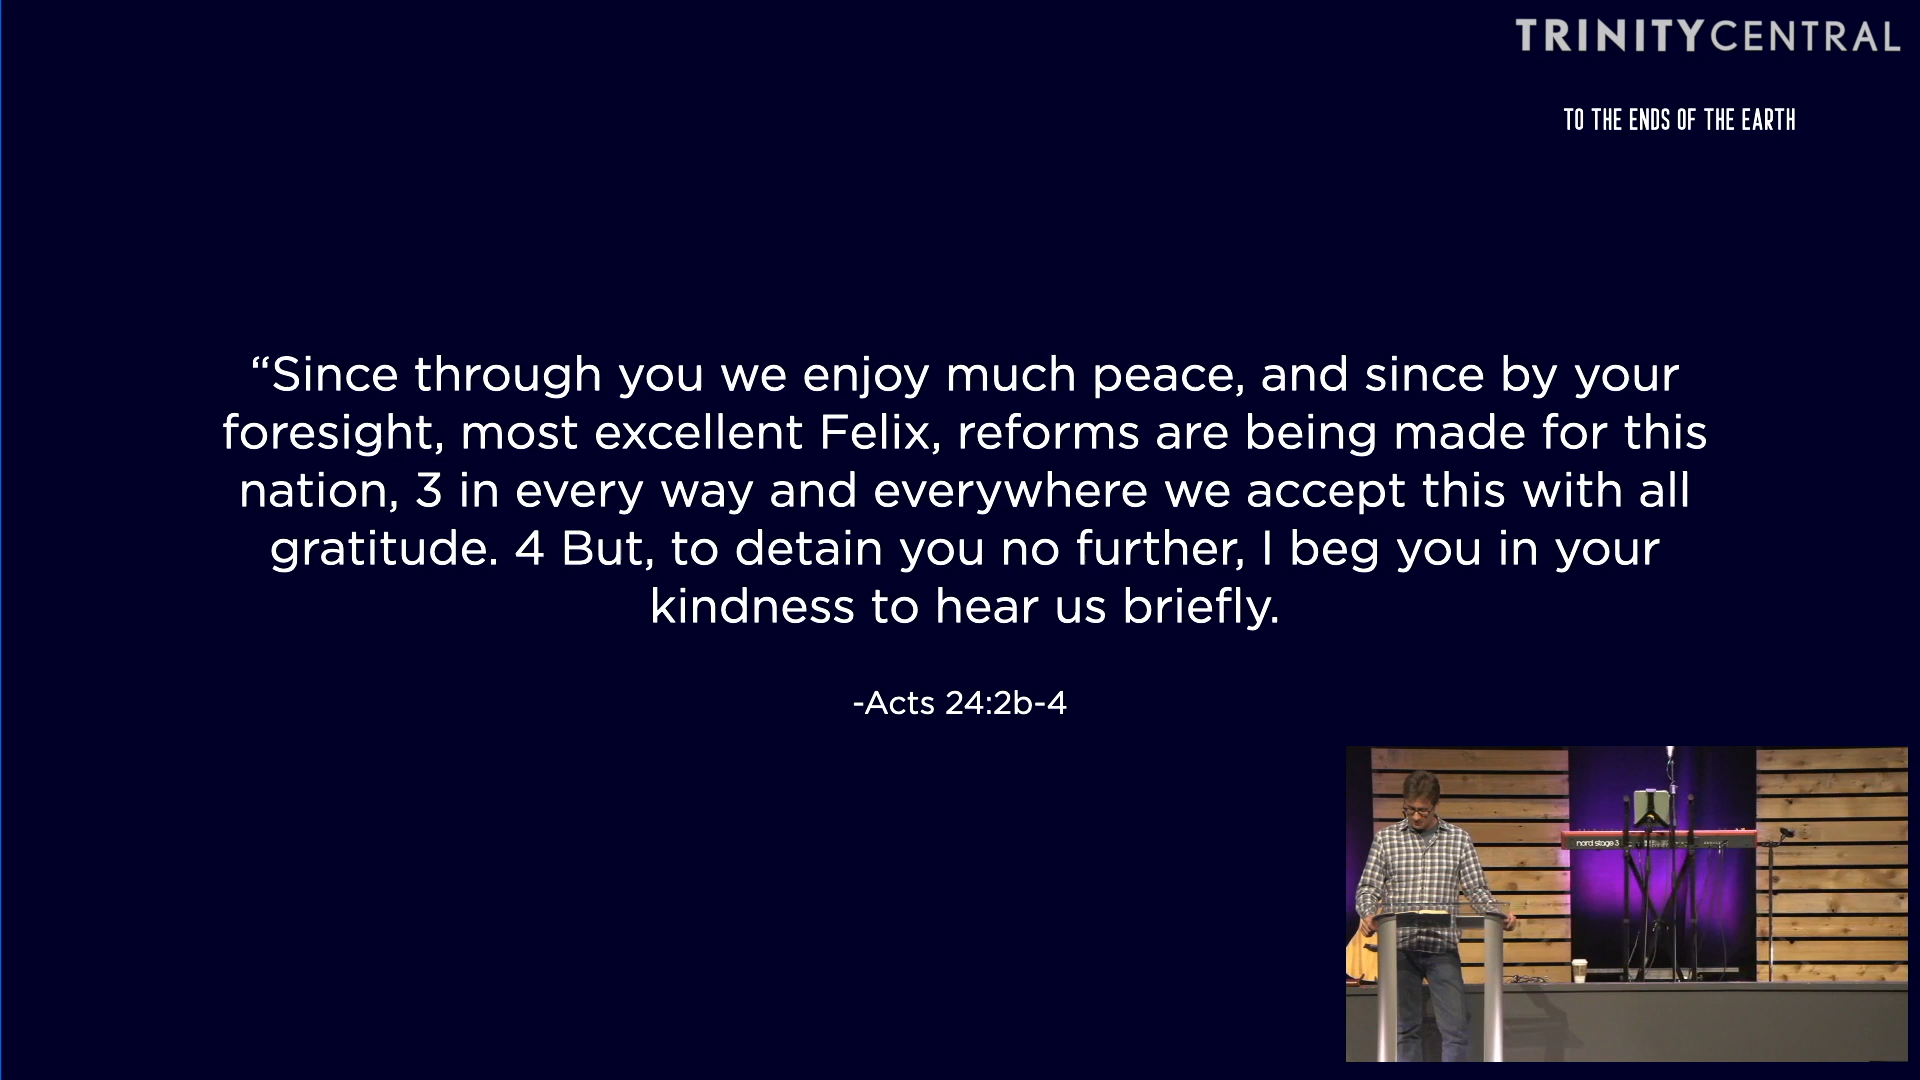 TRINITYCENTRAL
TO THE ENDS OF THE EARTH
“Since through you we enjoy much peace, and since by your
foresight, most excellent Felix, reforms are being made for this
nation, 3 in every way and everywhere we accept this with all
gratitude. 4 But, to detain you no further, I beg you in your
kindness to hear us briefly.
-Acts 24:2b-4
nord stage 3